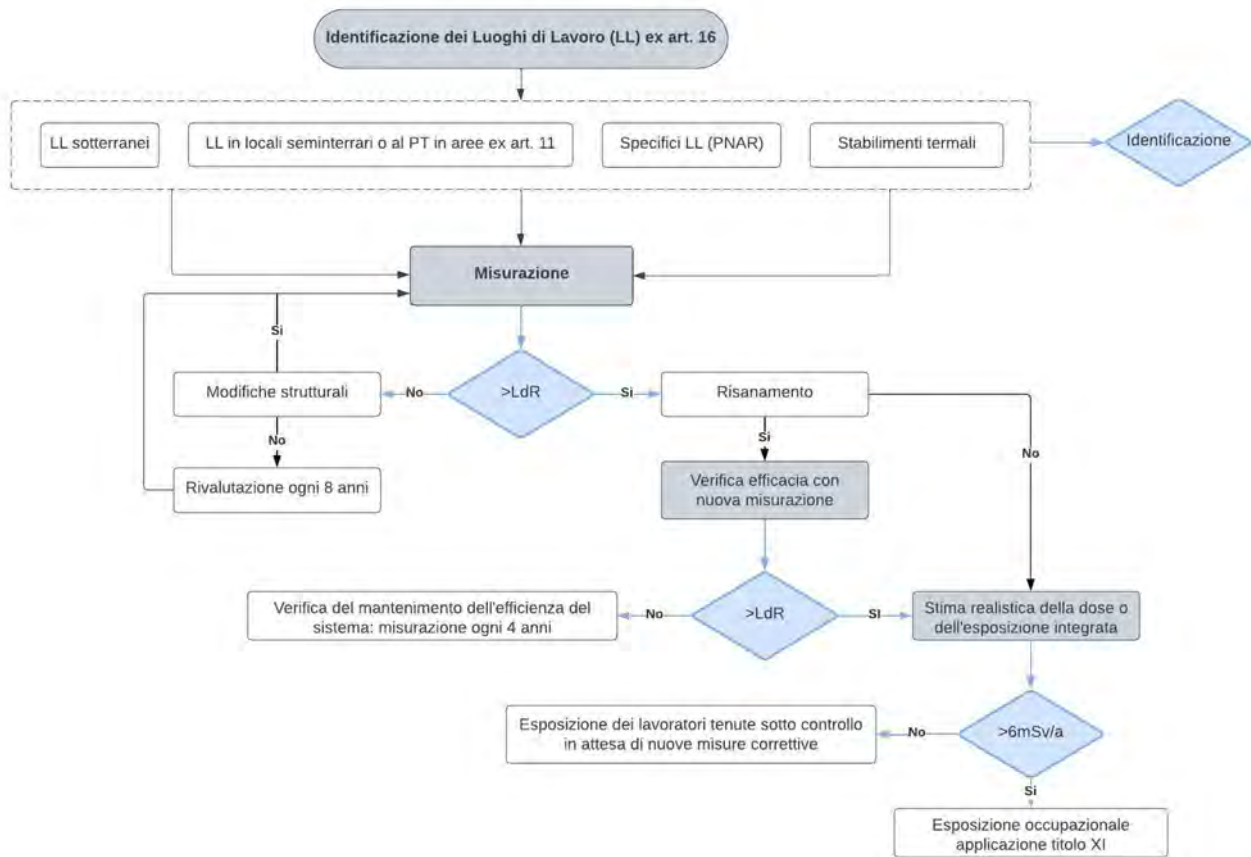 Identificazione dei Luoghi di Lavoro (LL) ex art. 16
LL sotterranei
LL in locali seminterrari o al PT in aree ex art. 11
Specifici LL (PNAR)
Stabilimenti termali
Identificazione
Misurazione
Si
Modifiche strutturali
No
>LdR
Si
Risanamento
No
Si
No
Rivalutazione ogni 8 anni
Verifica efficacia con
nuova misurazione
Verifica del mantenimento dell'efficienza del
sistema: misurazione ogni 4 anni
No
>LdR
SI
Stima realistica della dose o
dell'esposizione integrata
Esposizione dei lavoratori tenute sotto controllo
in attesa di nuove misure correttive
No
>6mSv/a
Si
Esposizione occupazionale
applicazione titolo XI